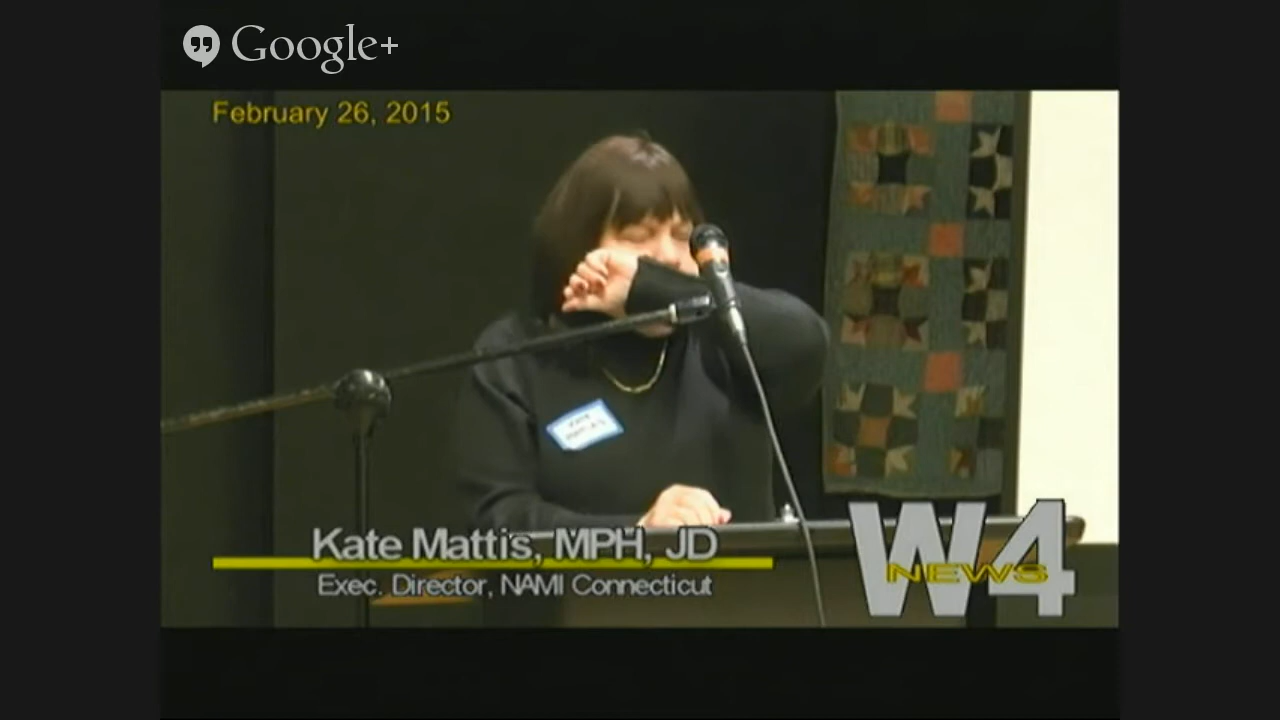 Google+
February 26, 2015
Kate Mattis, MPH, JD
Exec. Director, NAMI Connecticut
W4
NEWS